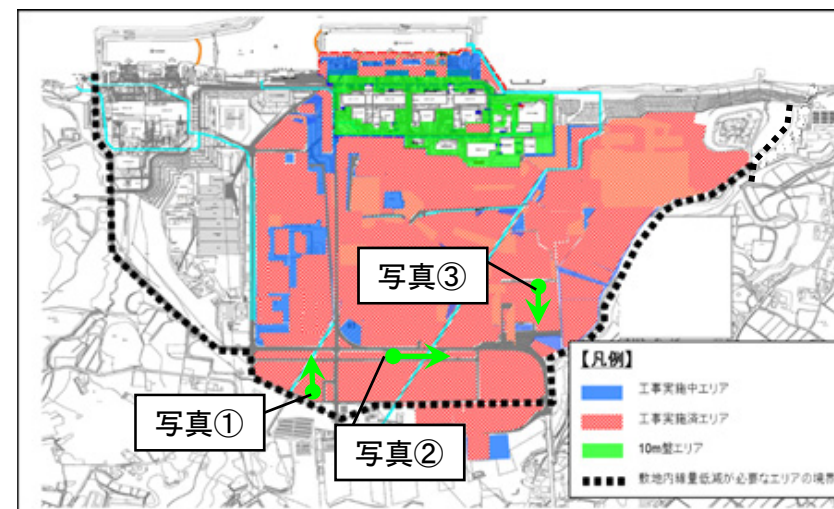 写真③
写真①
写真②
【凡例】
工事実施中エリア
工事実施済エリア
10m盤エリア
敷地内線量低減が必要なエリアの境界